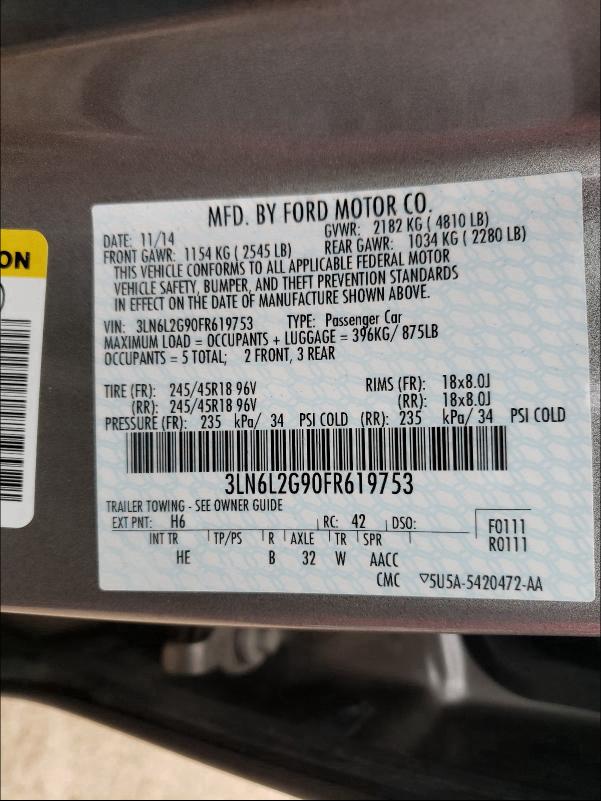 MFD. BY FORD MOTOR CO.
DATE: 11/14 GVWR: 2182 KG ( 4810 LB)
FRONT GAWR: 1154 KG ( 2545 LB) REAR GAWR: 1034 KG ( 2280 LB)
THIS VEHICLE CONFORMS TO ALL APPLICABLE FEDERAL MOTOR
VEHICLE SAFETY, BUMPER, AND THEFT PREVENTION STANDARDS
IN EFFECT ON THE DATE OF MANUFACTURE SHOWN ABOVE.
ON
VIN: 3LN6L2G90FR619753 TYPE: Passenger Car
MAXIMUM LOAD = OCCUPANTS + LUGGAGE = 396KG/ 875LB
OCCUPANTS = 5 TOTAL; 2 FRONT, 3 REAR
TIRE (FR): 245/45R18 96V RIMS (FR): 18x8.0J
(RR): 245/45R18 96V (RR): 18x8.0J
PRESSURE (FR): 235 kPa/ 34 PSI COLD (RR): 235 kPa/ 34 PSI COLD
3LN6L2G90FR619753
TRAILER TOWING - SEE OWNER GUIDE
EXT PNT: H6 RC: 42 DSO: F0111
INT TR TP/PS R AXLE TR SPR R0111
HE B 32 W AACC
CMC ▽5U5A-5420472-AA